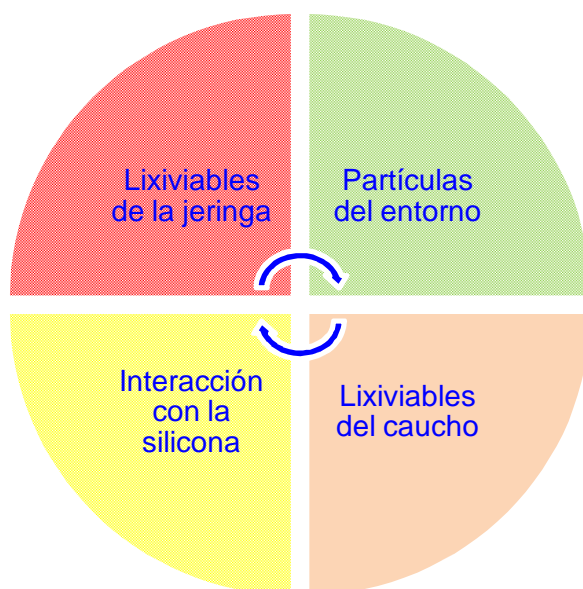 Lixiviables
de la jeringa
Partículas
del entorno
Interacción
con la
silicona
Lixiviables
del caucho